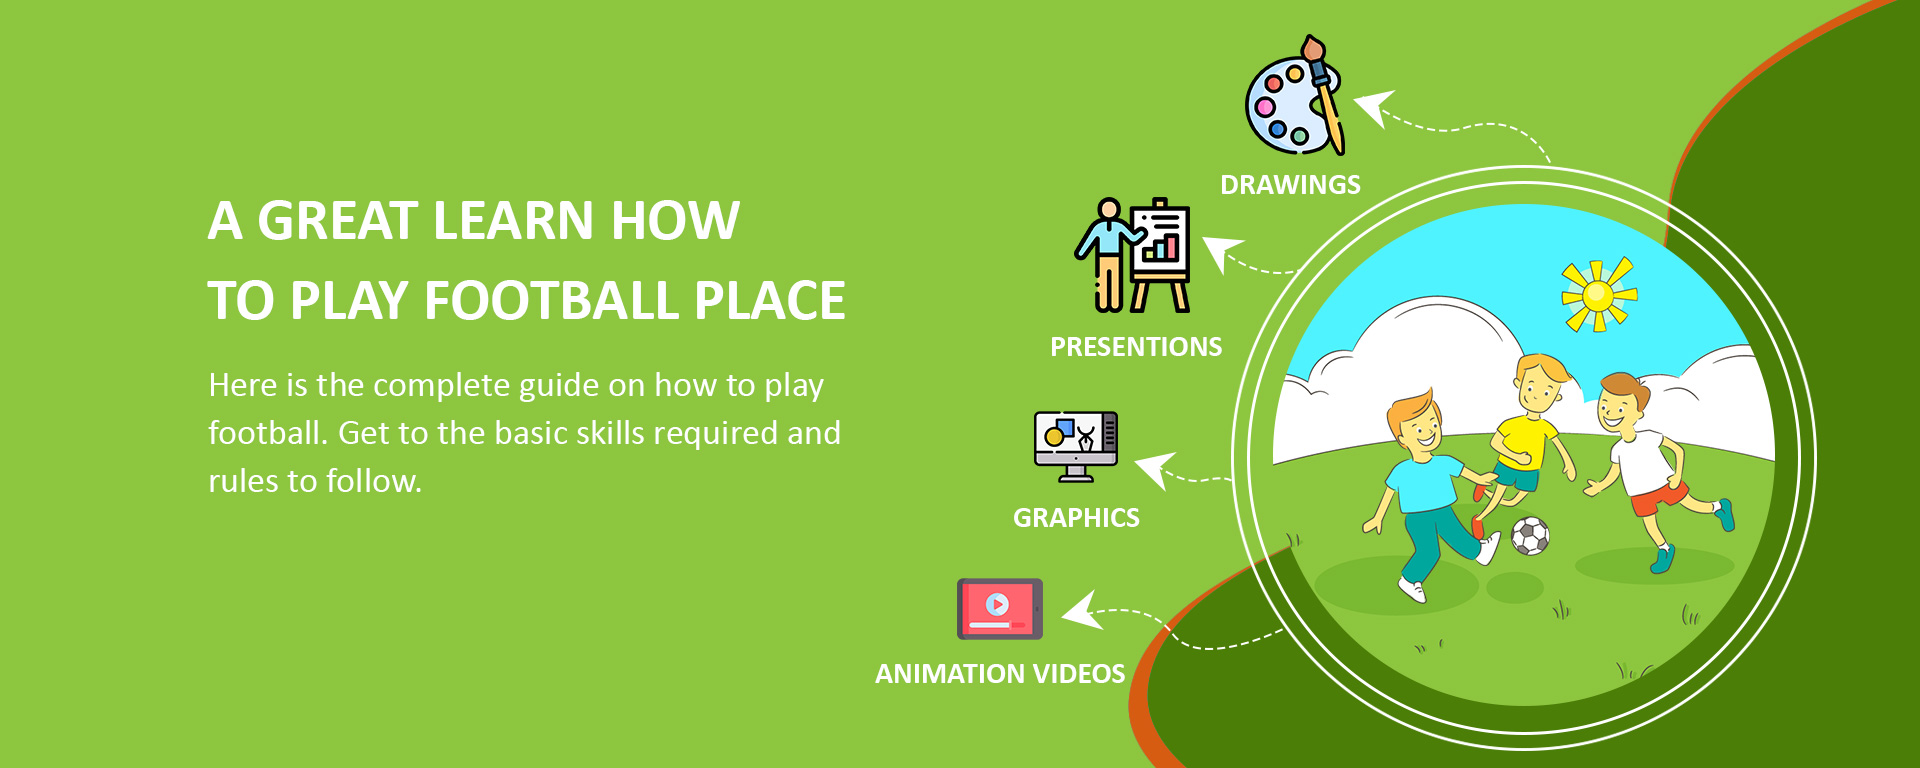 A GREAT LEARN HOW
TO PLAY FOOTBALL PLACE
Here is the complete guide on how to play
football. Get to the basic skills required and
rules to follow.
DRAWINGS
PRESENTIONS
GRAPHICS
ANIMATION VIDEOS